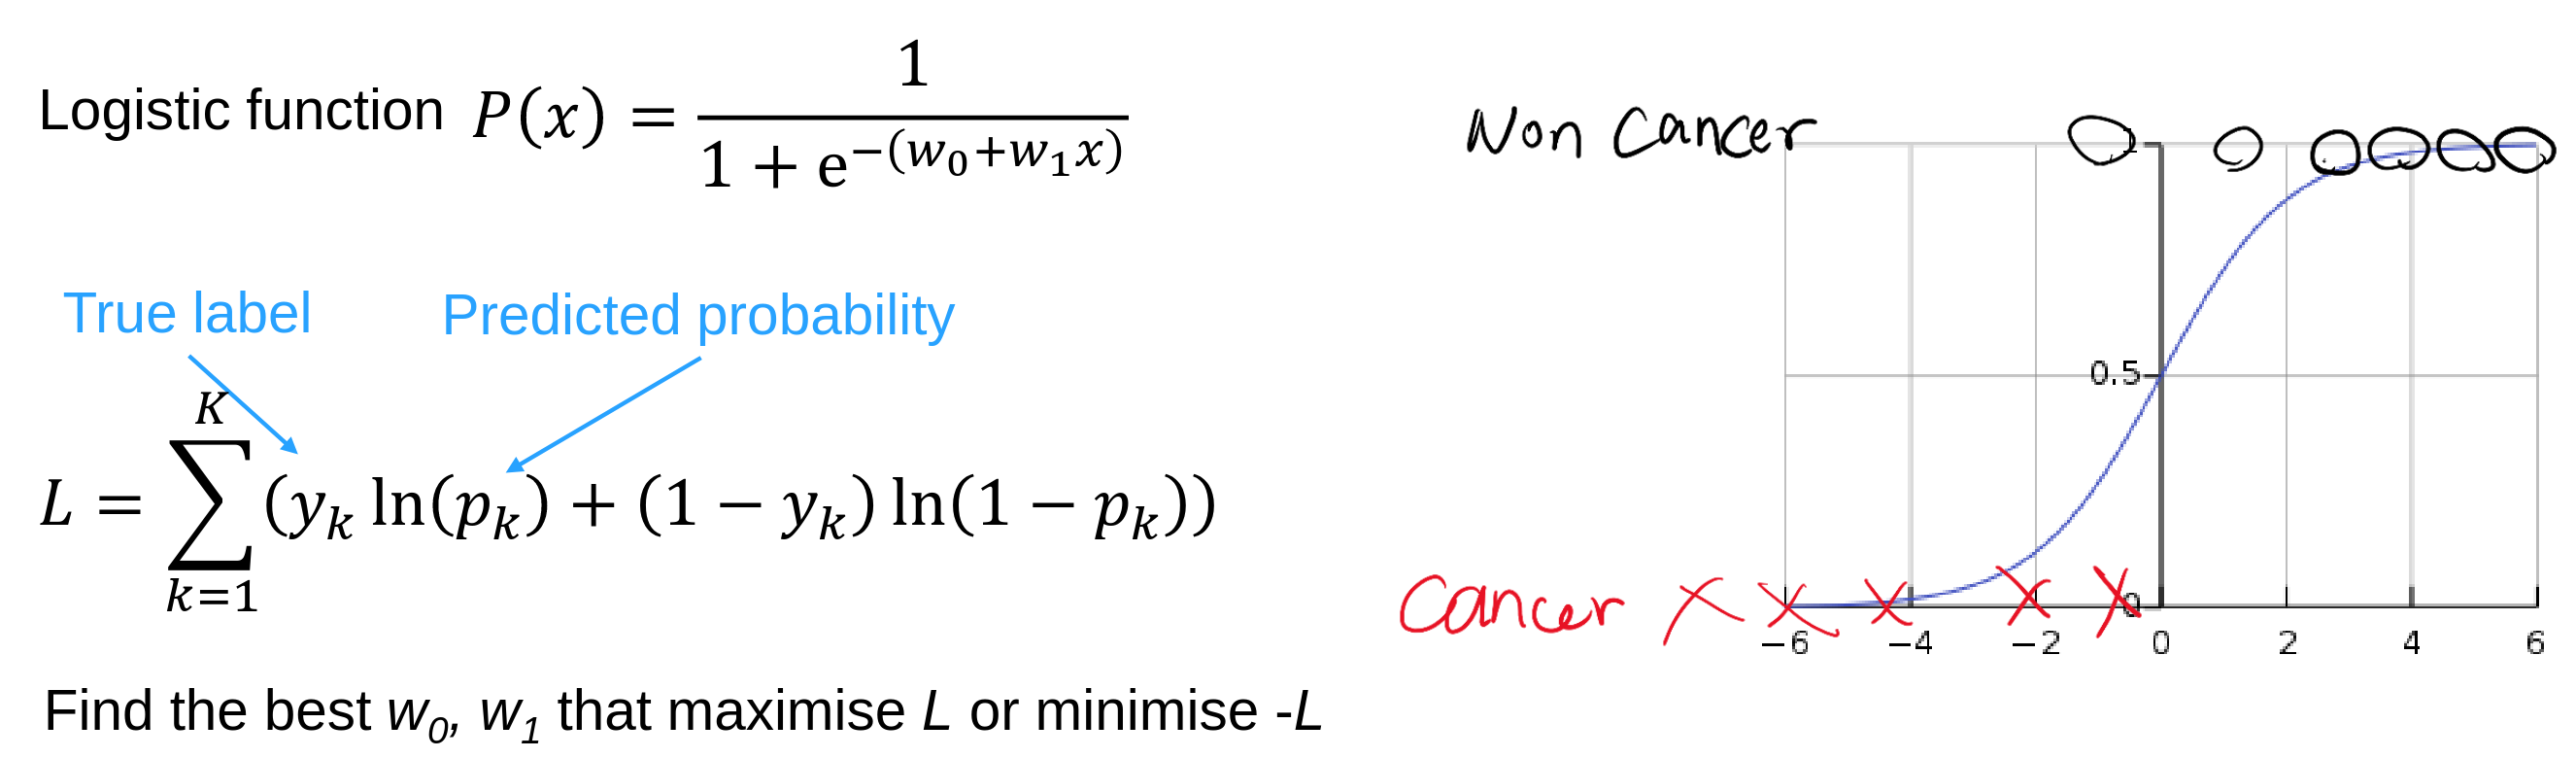 Logistic function P(x) = 1 / (1 + e^{−(w_0+w_1x)})
Non Cancer
1
True label
Predicted probability
0.5
L = \sum_{k=1}^{K} (y_k ln(p_k) + (1 − y_k) ln(1 − p_k))
Cancer
0
−6 −4 −2 0 2 4 6
Find the best w_0, w_1 that maximise L or minimise -L